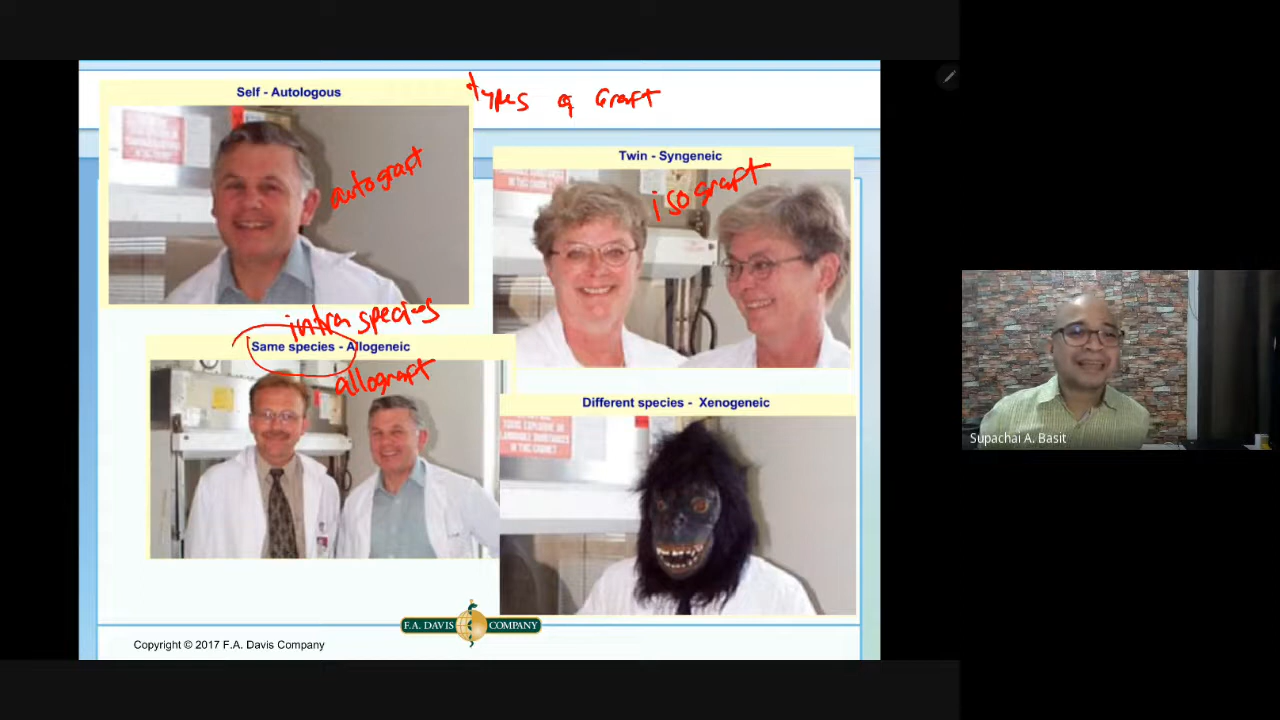 Self - Autologous
types of Graft
autograft
Twin - Syngeneic
isograft
intra species
Same species - Allogeneic
allograft
Different species - Xenogeneic
F.A. DAVIS COMPANY
Copyright © 2017 F.A. Davis Company
Supachai A. Basit